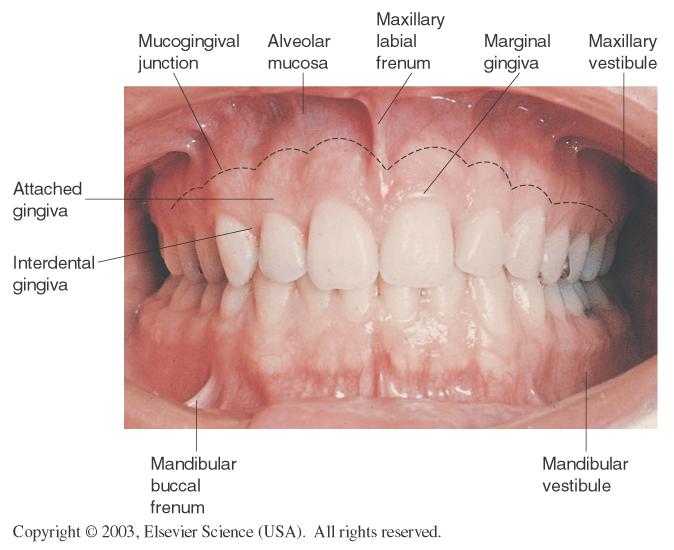 Mucogingival
junction
Alveolar
mucosa
Maxillary
labial
frenum
Marginal
gingiva
Maxillary
vestibule
Attached
gingiva
Interdental
gingiva
Mandibular
buccal
frenum
Mandibular
vestibule
Copyright © 2003, Elsevier Science (USA). All rights reserved.